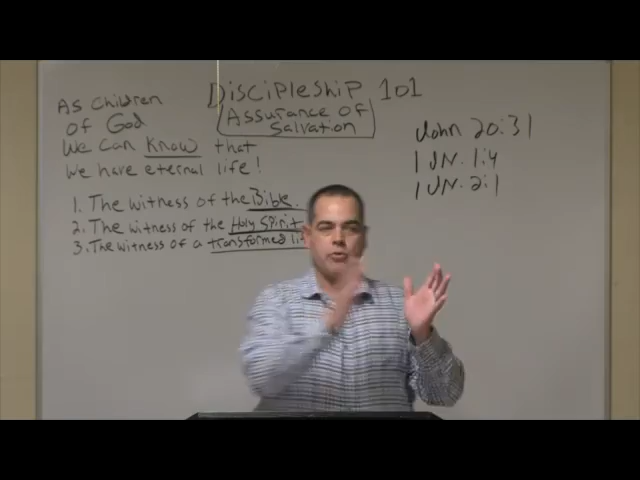 Discipleship 101
Assurance of
Salvation
As Children
of God
We Can Know that
We have eternal life!
1. The witness of the Bible.
2. The witness of the Holy Spirit
3. The witness of a transformed
John 20:31
1 JN. 1:4
1 JN. 2:1